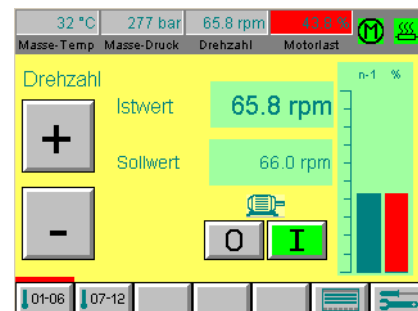 32 °C 277 bar 65.8 rpm 43.8 %
Masse-Temp Masse-Druck Drehzahl Motorlast
M
Drehzahl
n-1 %
+
Istwert 65.8 rpm
Sollwert 66.0 rpm
-
O I
01-06 07-12